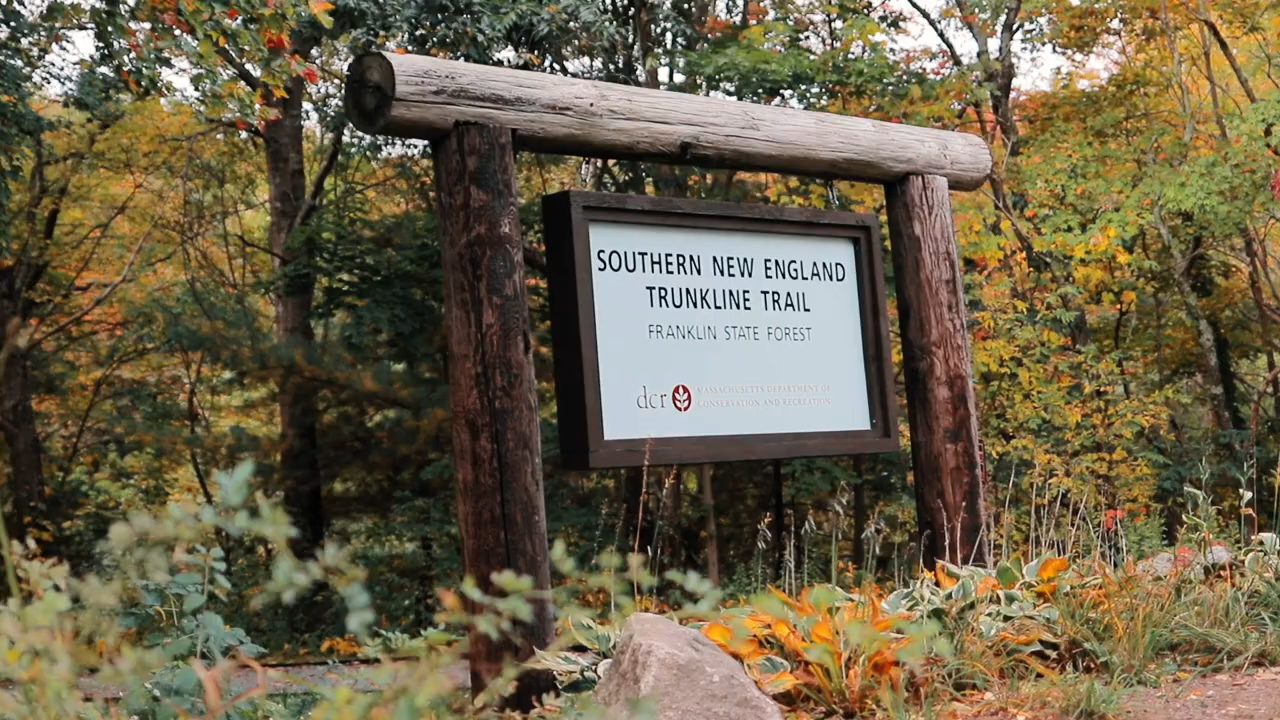 SOUTHERN NEW ENGLAND
TRUNKLINE TRAIL
FRANKLIN STATE FOREST
dcr
MASSACHUSETTS DEPARTMENT OF
CONSERVATION AND RECREATION